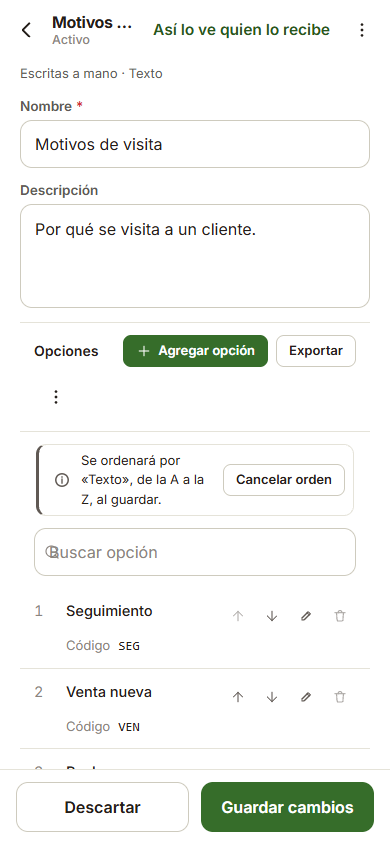 Motivos ...
Activo
Así lo ve quien lo recibe
Escritas a mano · Texto
Nombre *
Motivos de visita
Descripción
Por qué se visita a un cliente.
Opciones
Agregar opción
Exportar
Se ordenará por
«Texto», de la A a la
Z, al guardar.
Cancelar orden
Buscar opción
1 Seguimiento
Código SEG
2 Venta nueva
Código VEN
Descartar
Guardar cambios